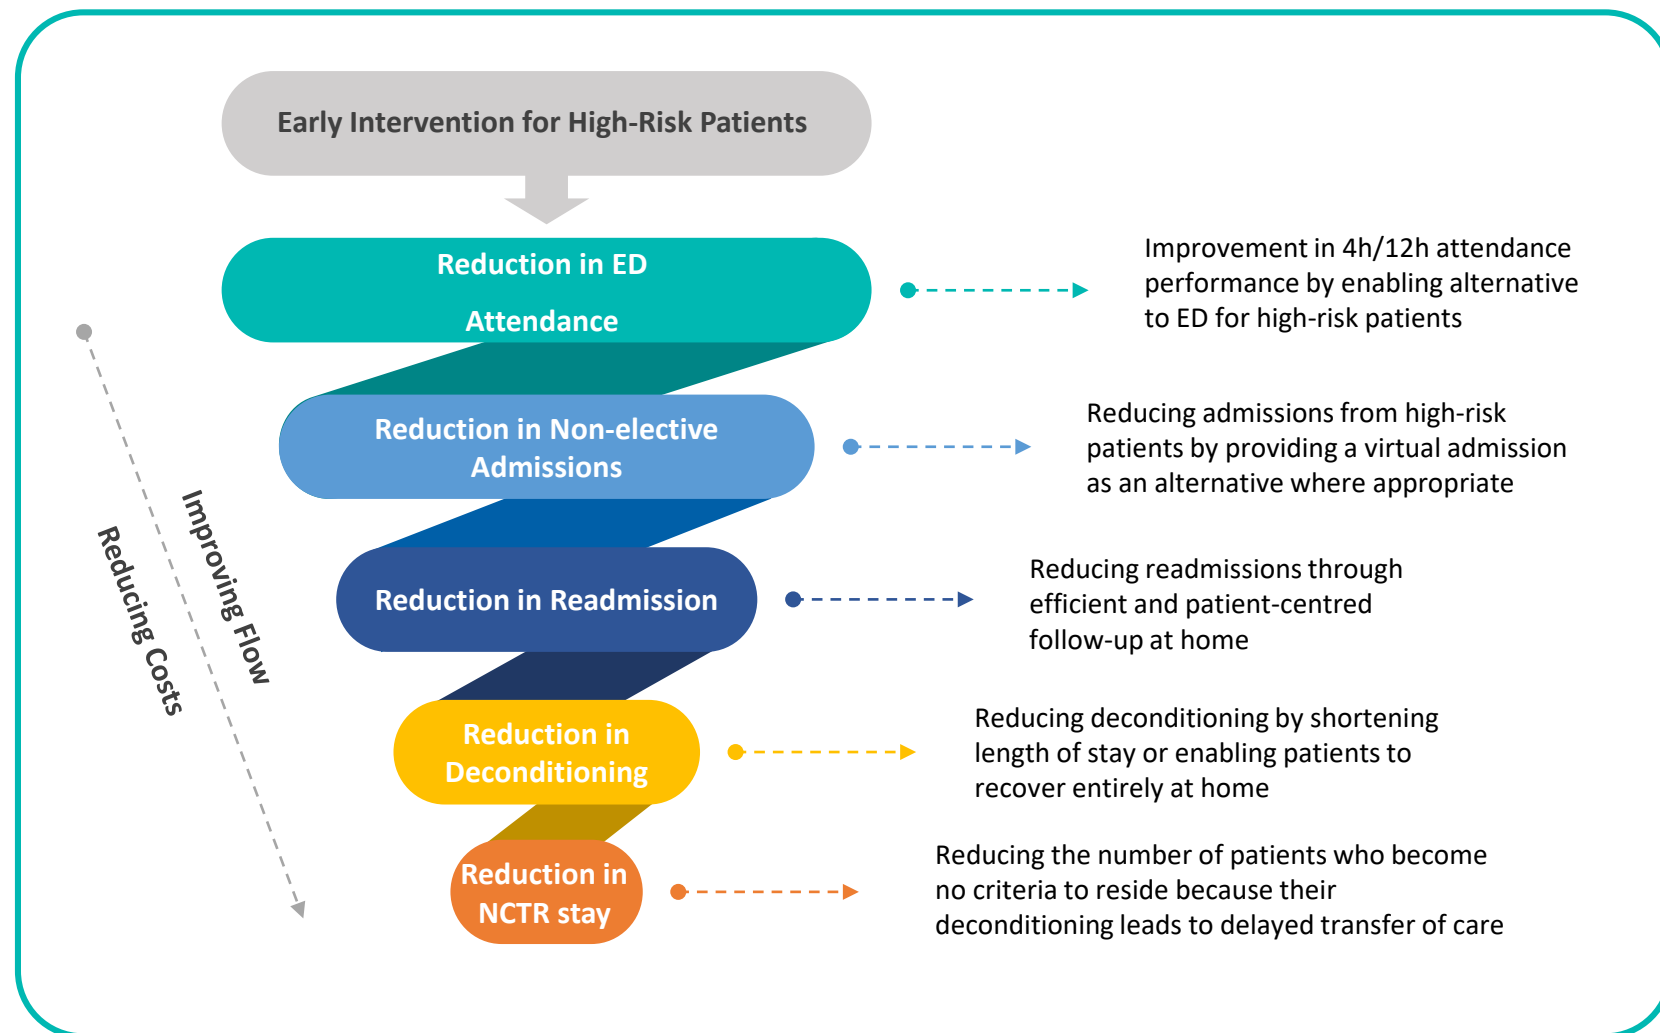 Early Intervention for High-Risk Patients
Reduction in ED
Attendance
Improvement in 4h/12h attendance
performance by enabling alternative
to ED for high-risk patients
Reduction in Non-elective
Admissions
Reducing admissions from high-risk
patients by providing a virtual admission
as an alternative where appropriate
Improving Flow
Reducing Costs
Reduction in Readmission
Reducing readmissions through
efficient and patient-centred
follow-up at home
Reduction in
Deconditioning
Reducing deconditioning by shortening
length of stay or enabling patients to
recover entirely at home
Reduction in
NCTR stay
Reducing the number of patients who become
no criteria to reside because their
deconditioning leads to delayed transfer of care